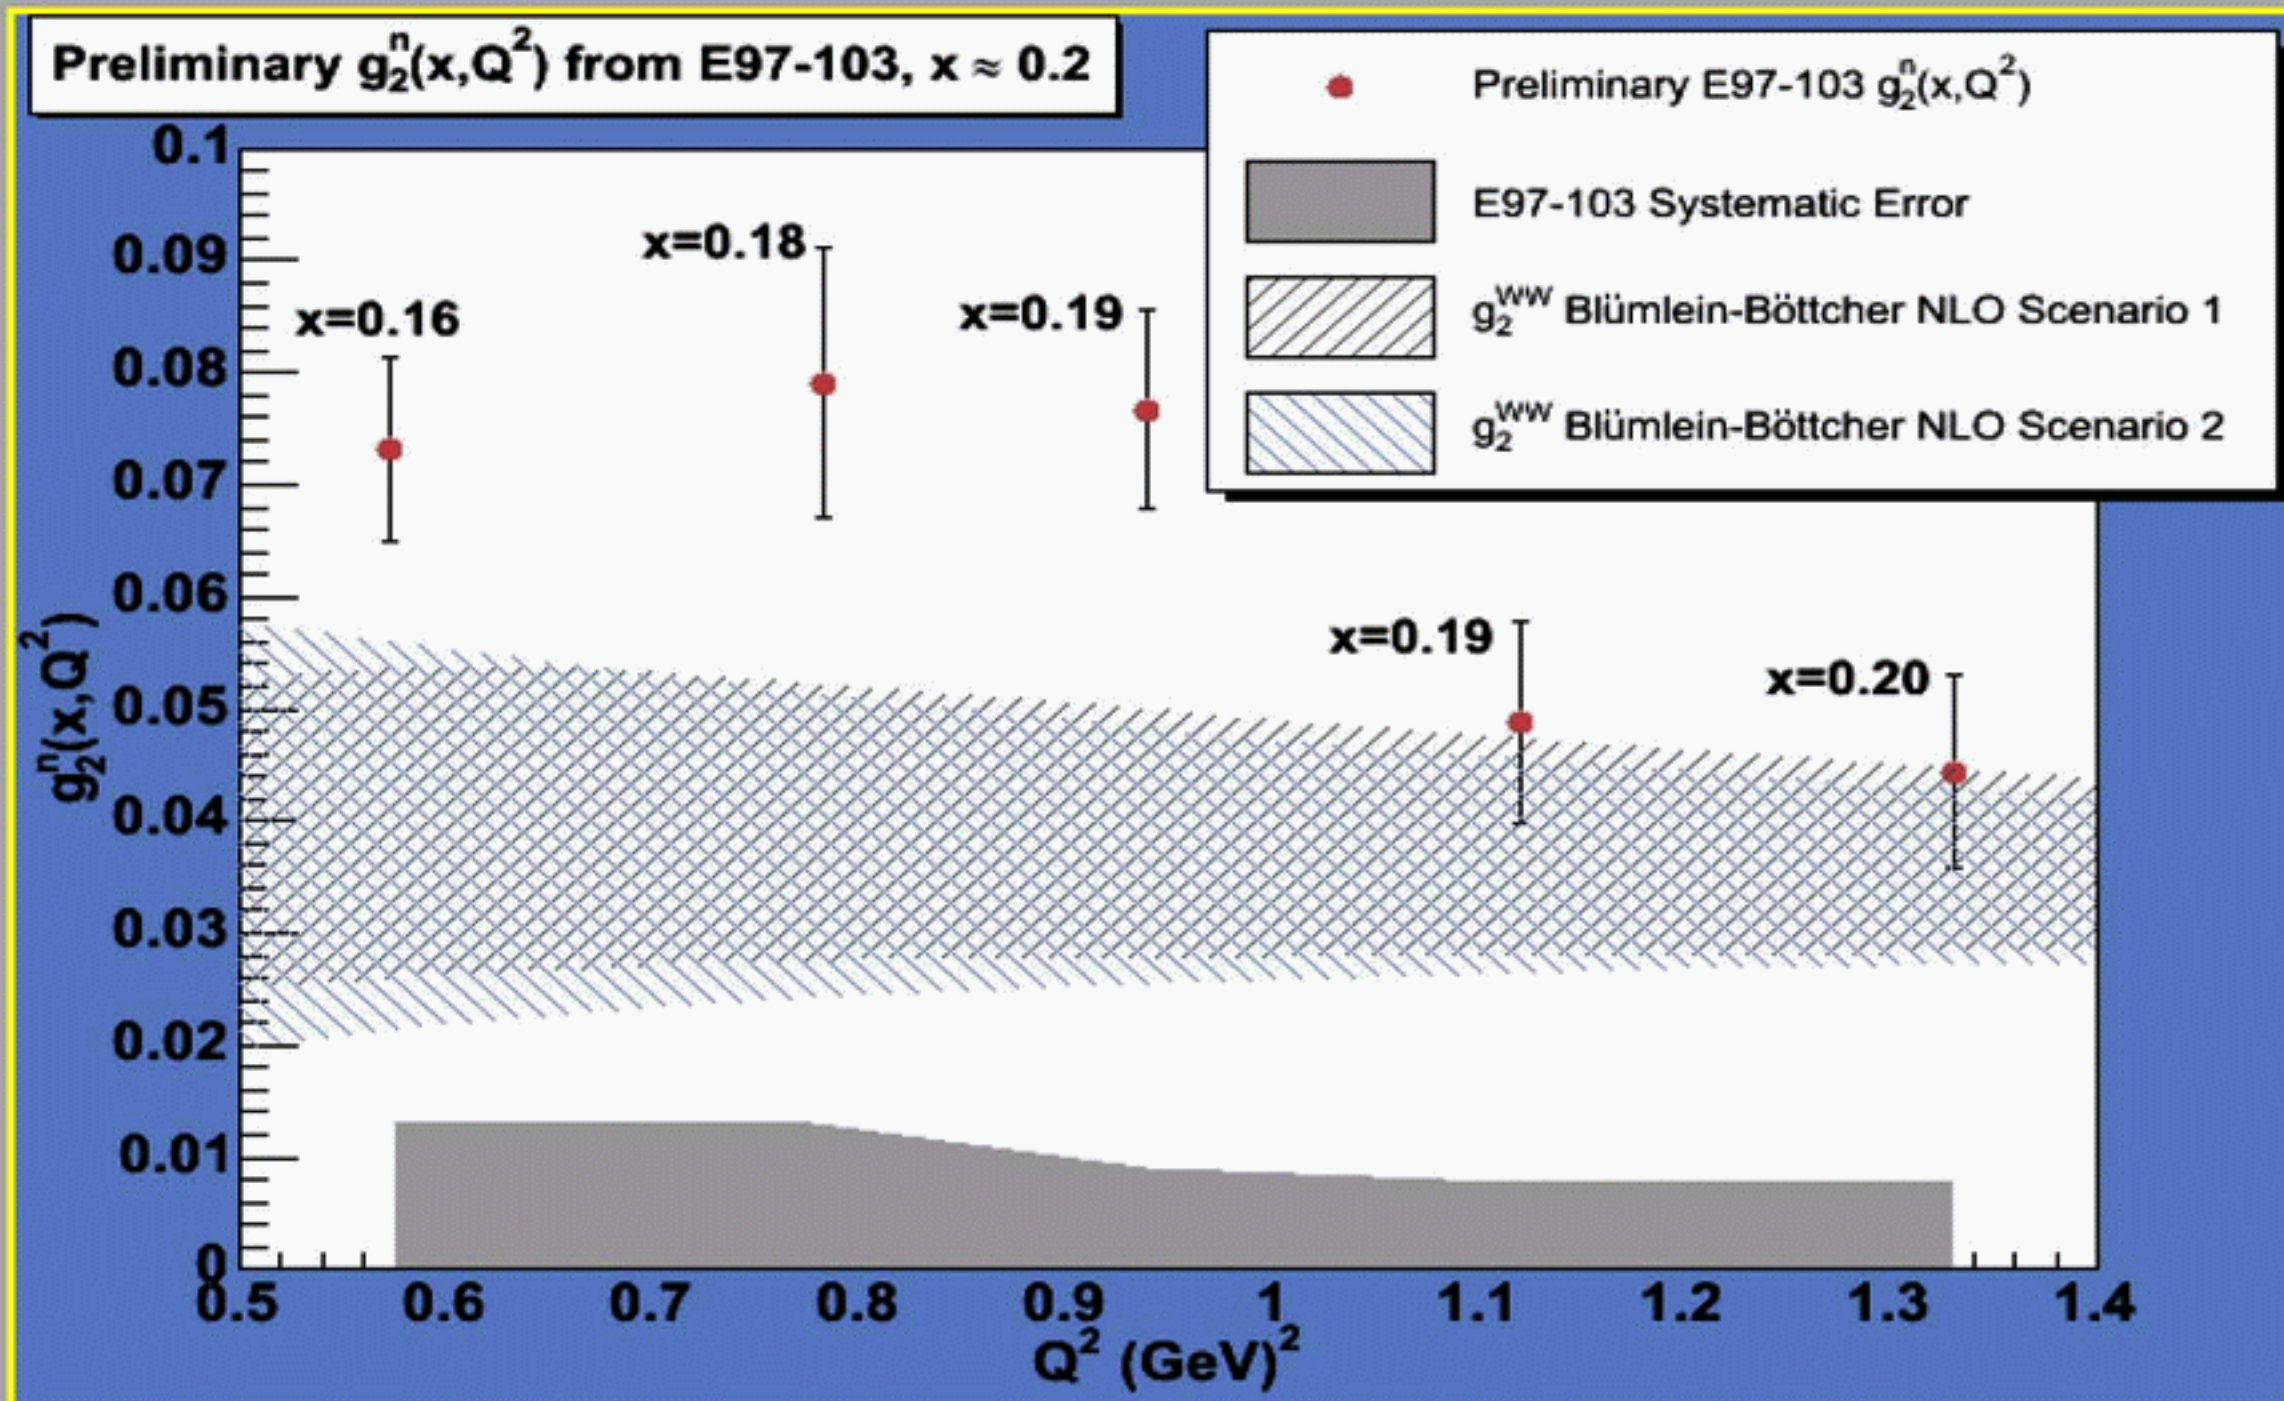 Preliminary g₂ⁿ(x,Q²) from E97-103, x ≈ 0.2
Preliminary E97-103 g₂ⁿ(x,Q²)
E97-103 Systematic Error
g₂ᵂᵂ Blümlein-Böttcher NLO Scenario 1
g₂ᵂᵂ Blümlein-Böttcher NLO Scenario 2
0.1
0.09
0.08
0.07
0.06
0.05
0.04
0.03
0.02
0.01
0
g₂ⁿ(x,Q²)
x=0.16
x=0.18
x=0.19
x=0.19
x=0.20
0.5 0.6 0.7 0.8 0.9 1 1.1 1.2 1.3 1.4
Q² (GeV)²